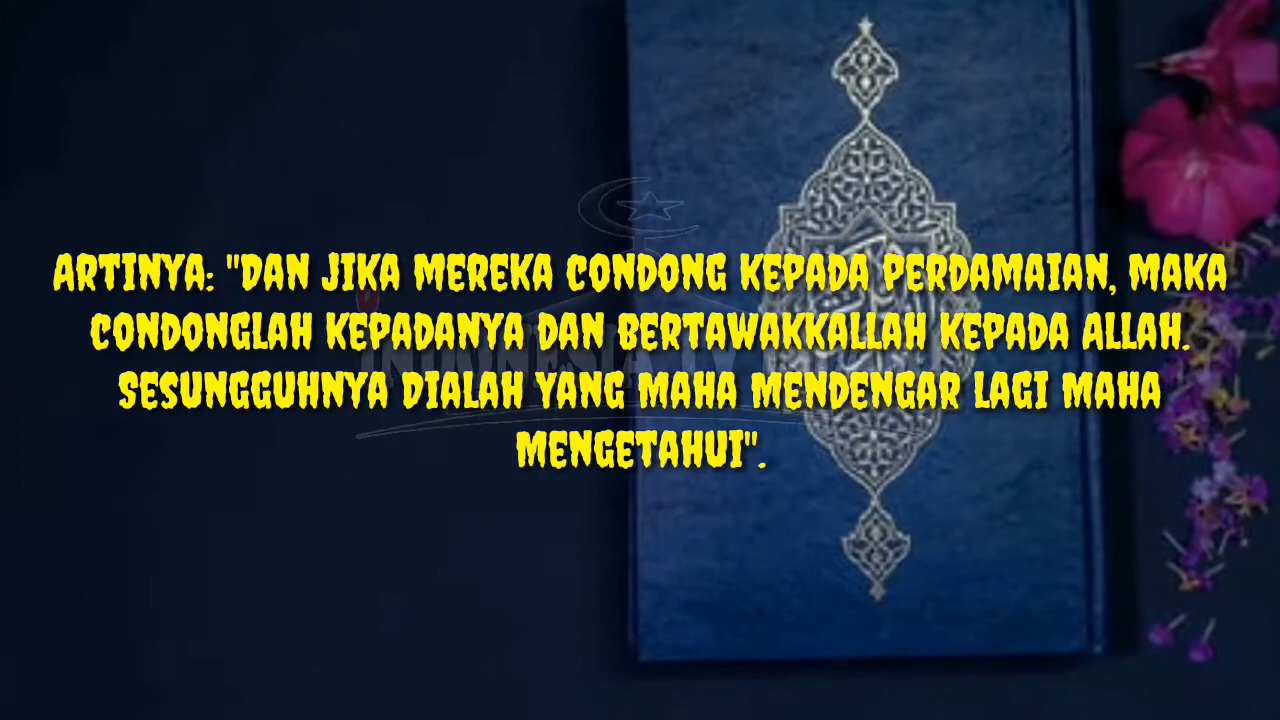 ARTINYA: "DAN JIKA MEREKA CONDONG KEPADA PERDAMAIAN, MAKA
CONDONGLAH KEPADANYA DAN BERTAWAKKALLAH KEPADA ALLAH.
SESUNGGUHNYA DIALAH YANG MAHA MENDENGAR LAGI MAHA
MENGETAHUI".